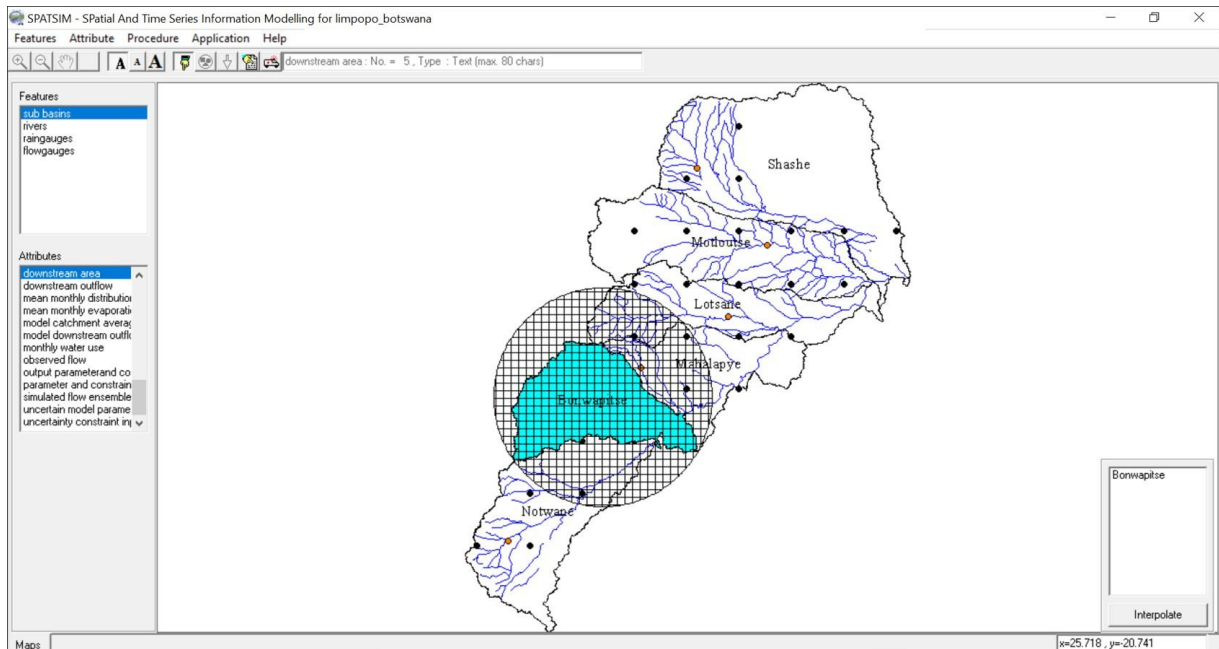 SPATSIM - SPatial And Time Series Information Modelling for limpopo_botswana
Features Attribute Procedure Application Help
A A A downstream area : No. = 5 , Type : Text (max. 80 chars)
Features
sub basins
rivers
raingauges
flowgauges
Attributes
downstream area
downstream outflow
mean monthly distribution
mean monthly evaporati
model catchment averag
model downstream outfl
monthly water use
observed flow
output parameterand co
parameter and constrain
simulated flow ensemble
uncertain model parame
uncertainty constraint in
Shashe
Motloutse
Lotsane
Mahalapye
Bonwapitse
Notwane
Bonwapitse
Interpolate
Maps
x=25.718 , y=-20.741